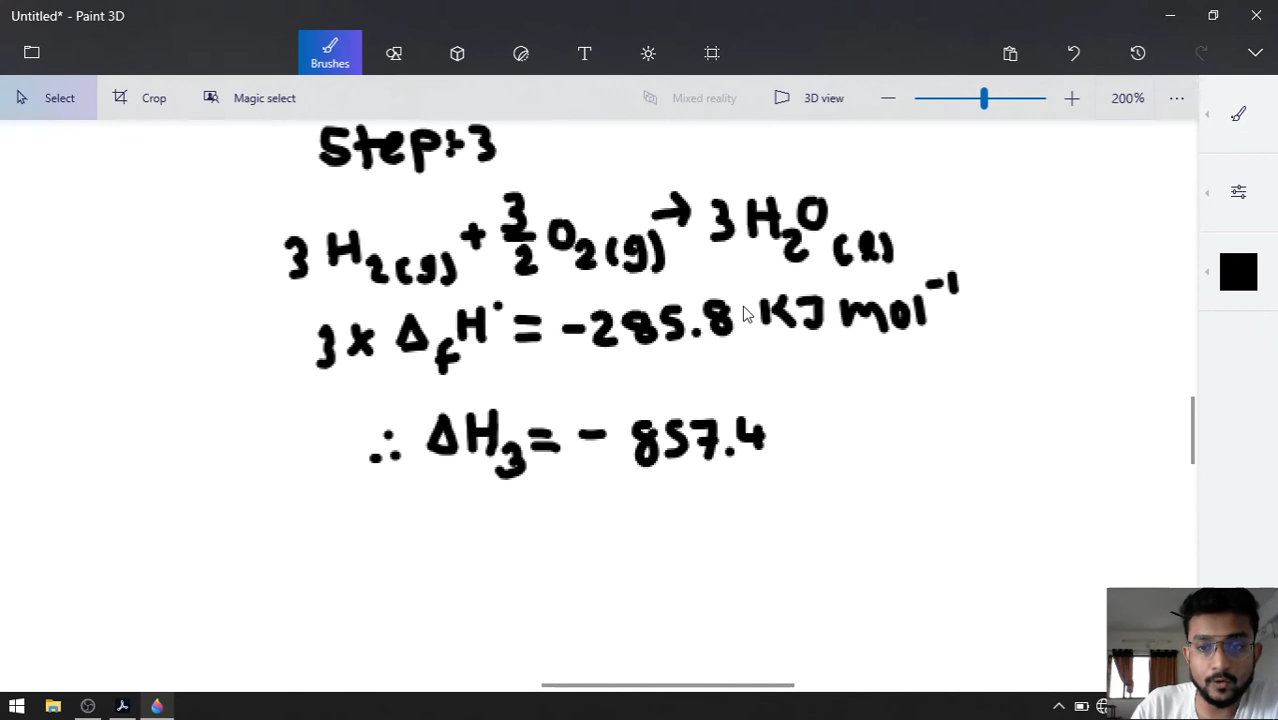 Untitled* - Paint 3D
Brushes
Select
Crop
Magic select
Mixed reality
3D view
200%
Step:-3
3 H2(g) + 3/2 O2(g) → 3 H2O(l)
3 × ΔfH° = -285.8 KJ mol⁻¹
∴ ΔH3 = - 857.4